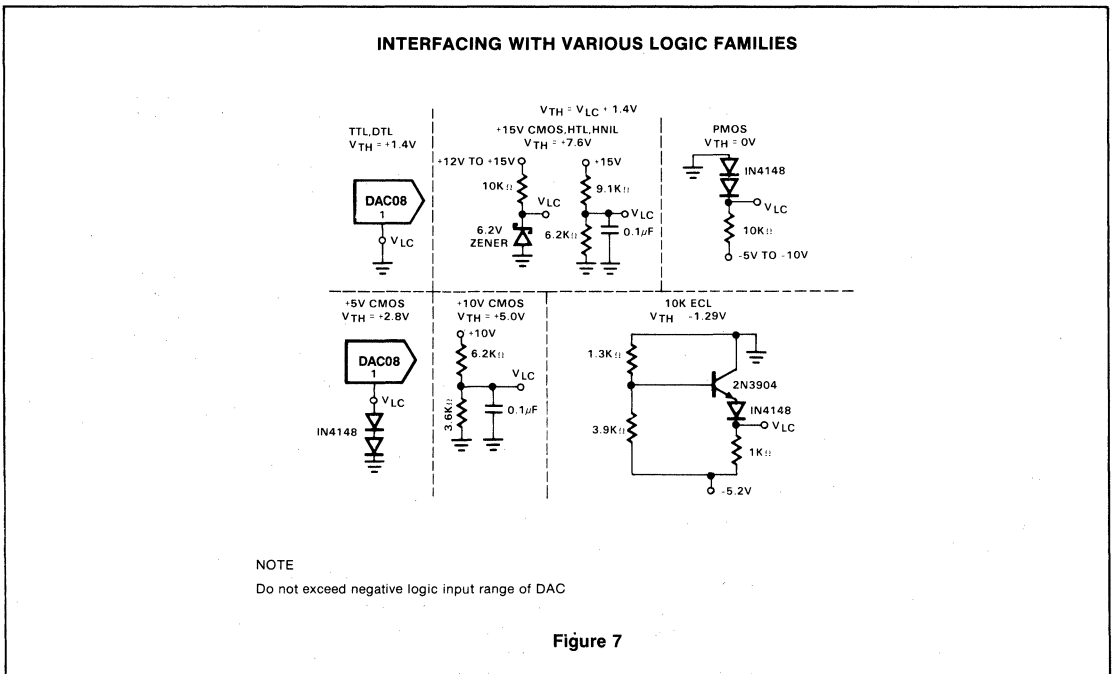 INTERFACING WITH VARIOUS LOGIC FAMILIES
VTH = VLC + 1.4V
TTL,DTL
VTH = +1.4V
DAC08
1
VLC
+15V CMOS,HTL,HNIL
VTH = +7.6V
+12V TO +15V
10KΩ
VLC
6.2V
ZENER
+15V
9.1KΩ
VLC
6.2KΩ
0.1μF
PMOS
VTH = 0V
IN4148
VLC
10KΩ
-5V TO -10V
+5V CMOS
VTH = +2.8V
DAC08
1
VLC
IN4148
+10V CMOS
VTH = +5.0V
+10V
6.2KΩ
VLC
3.6KΩ
0.1μF
10K ECL
VTH -1.29V
1.3KΩ
2N3904
IN4148
VLC
3.9KΩ
1KΩ
-5.2V
NOTE
Do not exceed negative logic input range of DAC
Figure 7